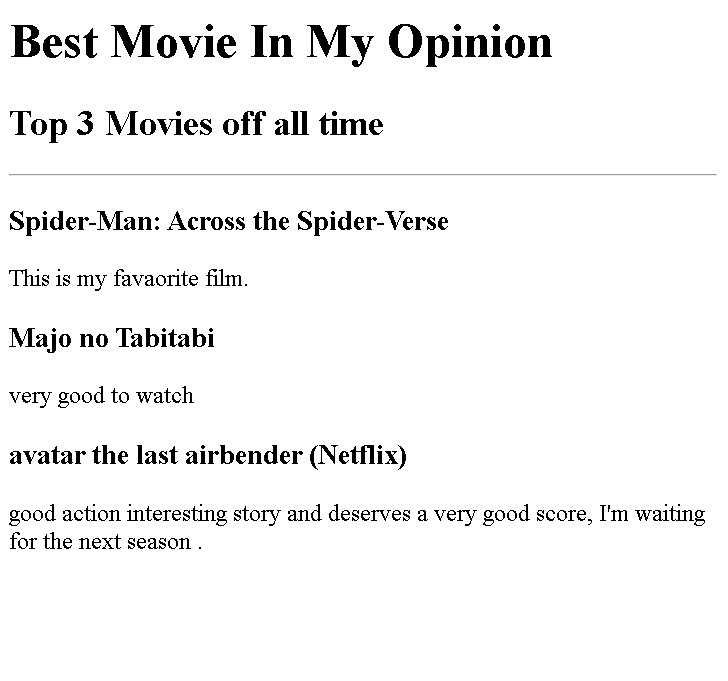 Best Movie In My Opinion
Top 3 Movies off all time
Spider-Man: Across the Spider-Verse
This is my favaorite film.
Majo no Tabitabi
very good to watch
avatar the last airbender (Netflix)
good action interesting story and deserves a very good score, I'm waiting
for the next season .